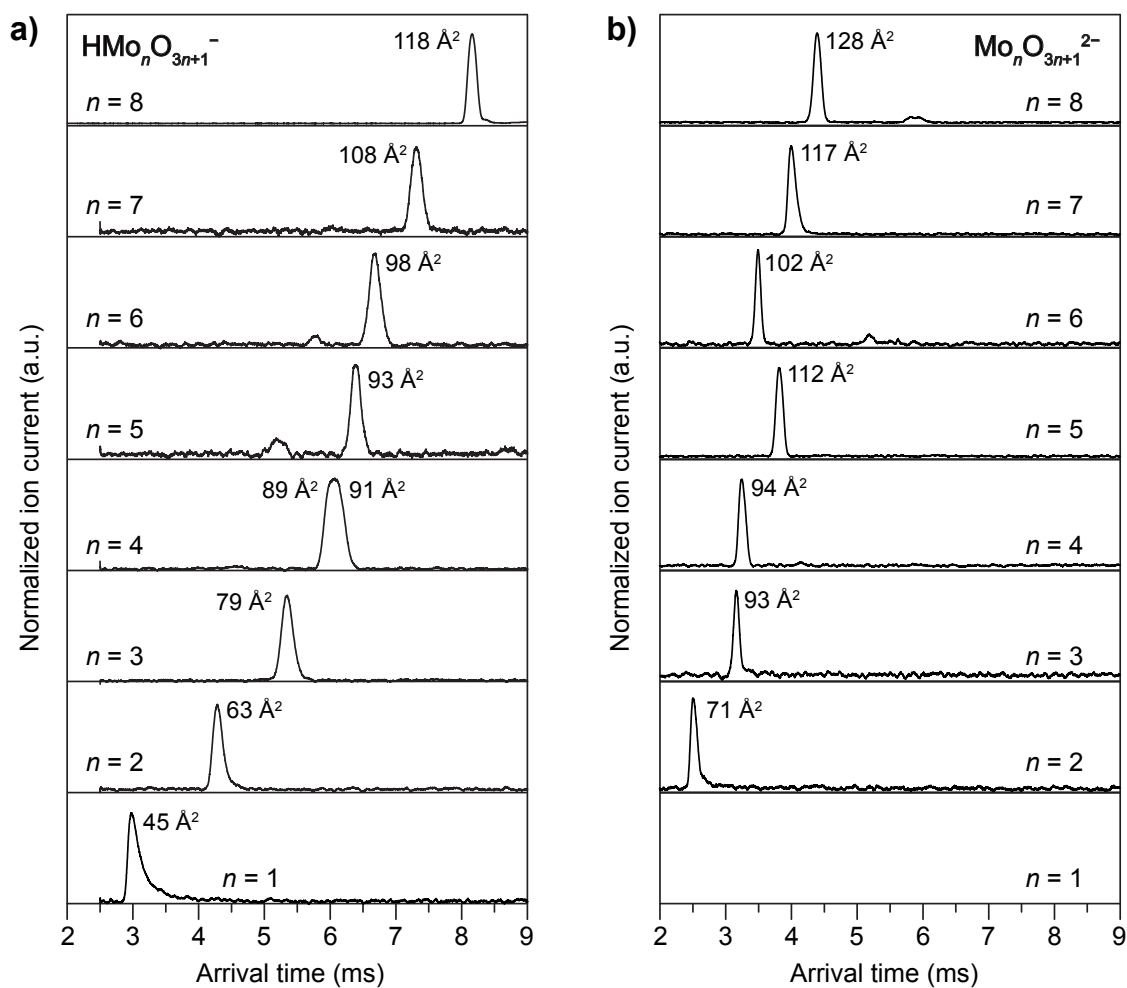 a)
HMoₙO₃ₙ₊₁⁻
118 Å²
n = 8
108 Å²
n = 7
98 Å²
n = 6
93 Å²
n = 5
89 Å² 91 Å²
n = 4
79 Å²
n = 3
63 Å²
n = 2
45 Å²
n = 1
2 3 4 5 6 7 8 9
Arrival time (ms)
Normalized ion current (a.u.)
b)
MoₙO₃ₙ₊₁²⁻
128 Å²
n = 8
117 Å²
n = 7
102 Å²
n = 6
112 Å²
n = 5
94 Å²
n = 4
93 Å²
n = 3
71 Å²
n = 2
n = 1
2 3 4 5 6 7 8 9
Arrival time (ms)
Normalized ion current (a.u.)